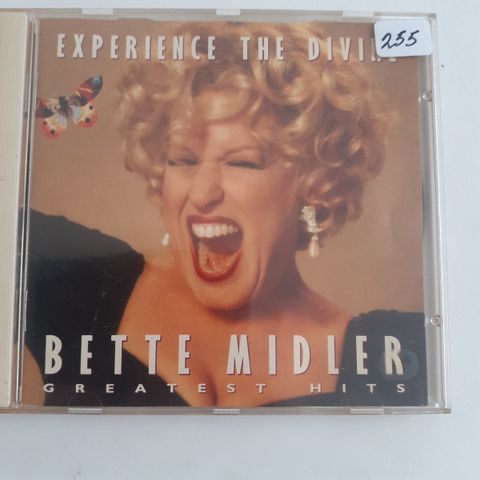 EXPERIENCE THE DIVINE
255
BETTE MIDLER
GREATEST HITS